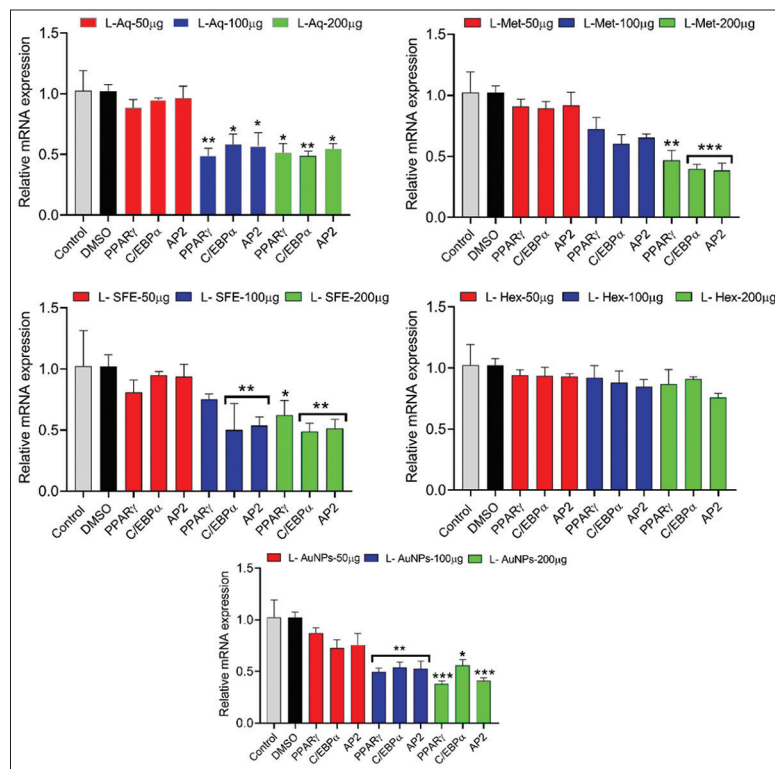 L-Aq-50µg L-Aq-100µg L-Aq-200µg
Relative mRNA expression
1.5
1.0
0.5
0.0
** * * * ** *
Control DMSO PPARγ C/EBPα AP2 PPARγ C/EBPα AP2 PPARγ C/EBPα AP2
L-Met-50µg L-Met-100µg L-Met-200µg
Relative mRNA expression
1.5
1.0
0.5
0.0
** ***
Control DMSO PPARγ C/EBPα AP2 PPARγ C/EBPα AP2 PPARγ C/EBPα AP2
L- SFE-50µg L- SFE-100µg L- SFE-200µg
Relative mRNA expression
1.5
1.0
0.5
0.0
** * **
Control DMSO PPARγ C/EBPα AP2 PPARγ C/EBPα AP2 PPARγ C/EBPα AP2
L- Hex-50µg L- Hex-100µg L- Hex-200µg
Relative mRNA expression
1.5
1.0
0.5
0.0
Control DMSO PPARγ C/EBPα AP2 PPARγ C/EBPα AP2 PPARγ C/EBPα AP2
L- AuNPs-50µg L- AuNPs-100µg L- AuNPs-200µg
Relative mRNA expression
1.5
1.0
0.5
0.0
** *** * ***
Control DMSO PPARγ C/EBPα AP2 PPARγ C/EBPα AP2 PPARγ C/EBPα AP2